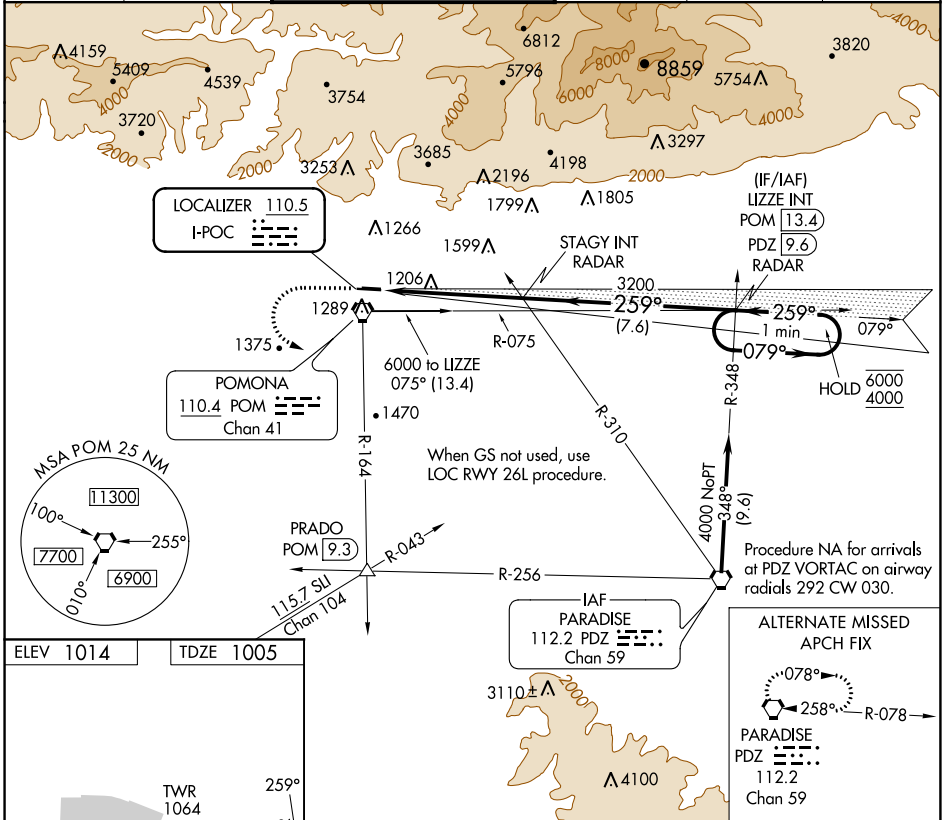 4159
5409
4539
4000
3720
2000
3754
3253
2000
6812
5796
4000
3685
8000
8859
6000
5754
3820
4000
4000
3297
4198
2196
2000
1799
1805
1266
1599
LOCALIZER 110.5
I-POC
STAGY INT
RADAR
(IF/IAF)
LIZZE INT
POM 13.4
PDZ 9.6
RADAR
1206
3200
259°
(7.6)
259°
1 min
079°
079°
1289
R-075
1375
6000 to LIZZE
075° (13.4)
HOLD 6000
4000
R-348
POMONA
110.4 POM
Chan 41
1470
R-164
R-310
When GS not used, use
LOC RWY 26L procedure.
4000 NoPT
348°
(9.6)
MSA POM 25 NM
11300
100°
255°
7700
6900
010°
PRADO
POM 9.3
R-043
R-256
115.7 SLI
Chan 104
Procedure NA for arrivals
at PDZ VORTAC on airway
radials 292 CW 030.
IAF
PARADISE
112.2 PDZ
Chan 59
ALTERNATE MISSED
APCH FIX
078°
258°
R-078
PARADISE
PDZ
112.2
Chan 59
3110±
2000
4100
ELEV 1014
TDZE 1005
TWR
1064
259°